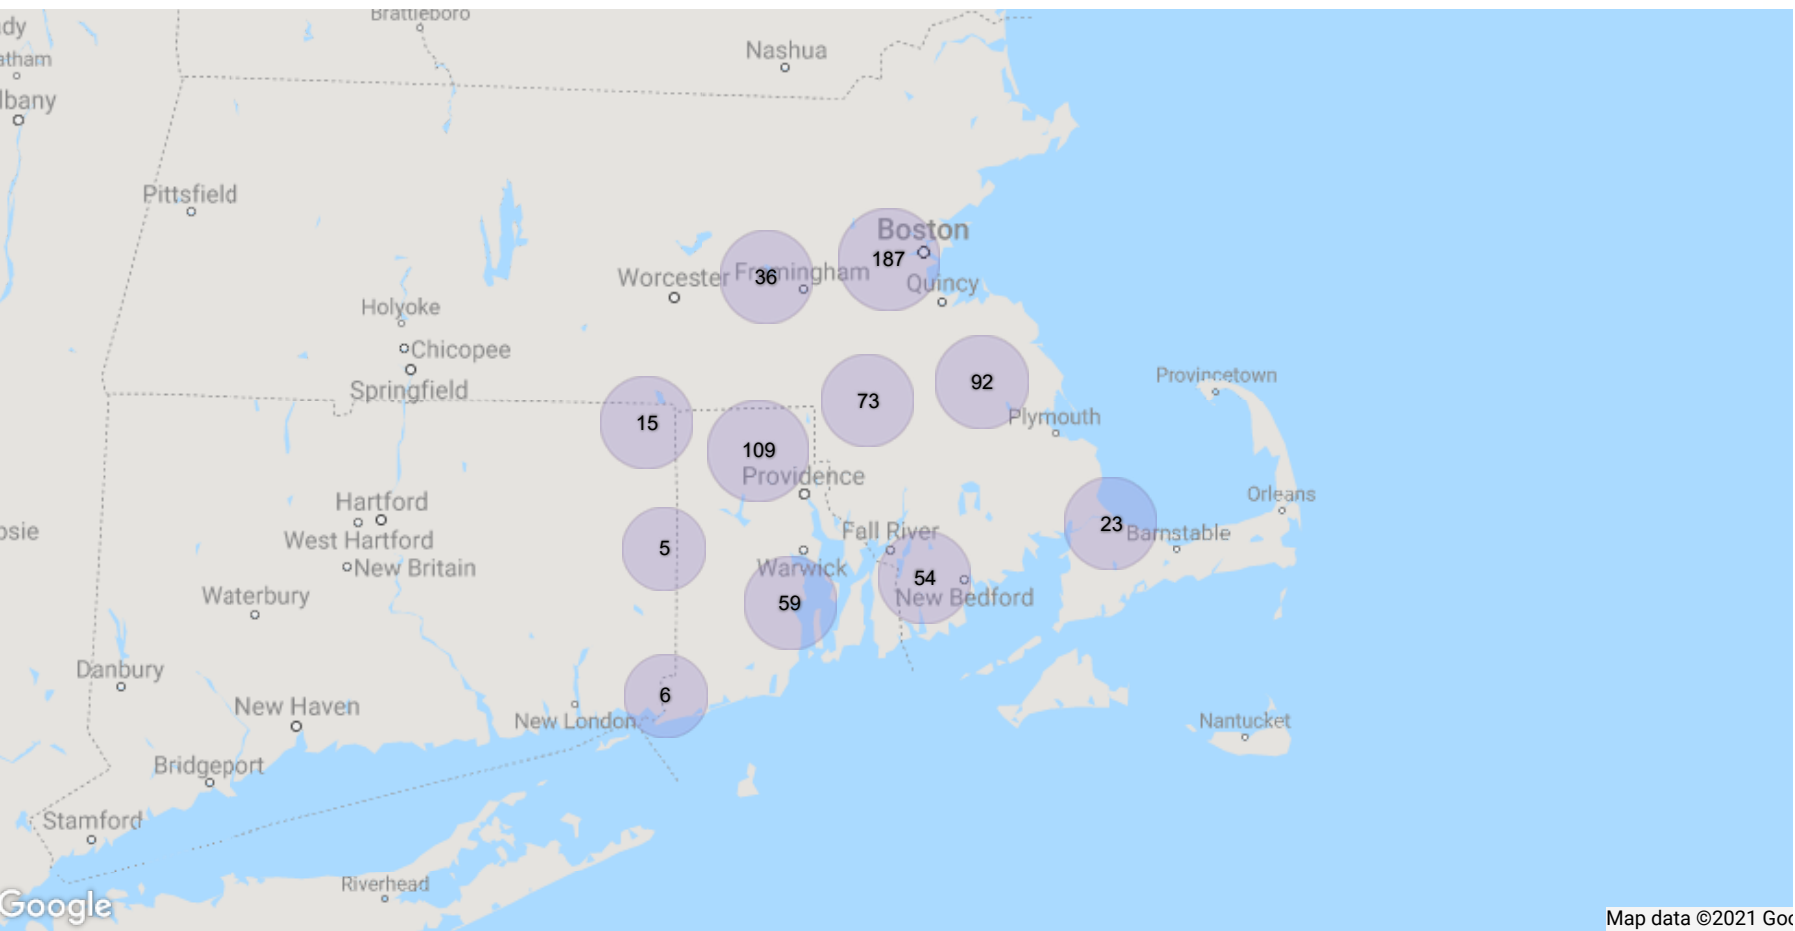 Brattleboro
dy
atham
Nashua
lbany
Pittsfield
Boston
187
Worcester
Framingham
36
Quincy
Holyoke
Chicopee
Springfield
Provincetown
92
73
Plymouth
15
109
Providence
Orleans
Hartford
23
Barnstable
osie
West Hartford
Fall River
5
New Britain
Warwick
54
Waterbury
New Bedford
59
Danbury
6
New Haven
New London
Nantucket
Bridgeport
Stamford
Riverhead
Google
Map data ©2021 Goo